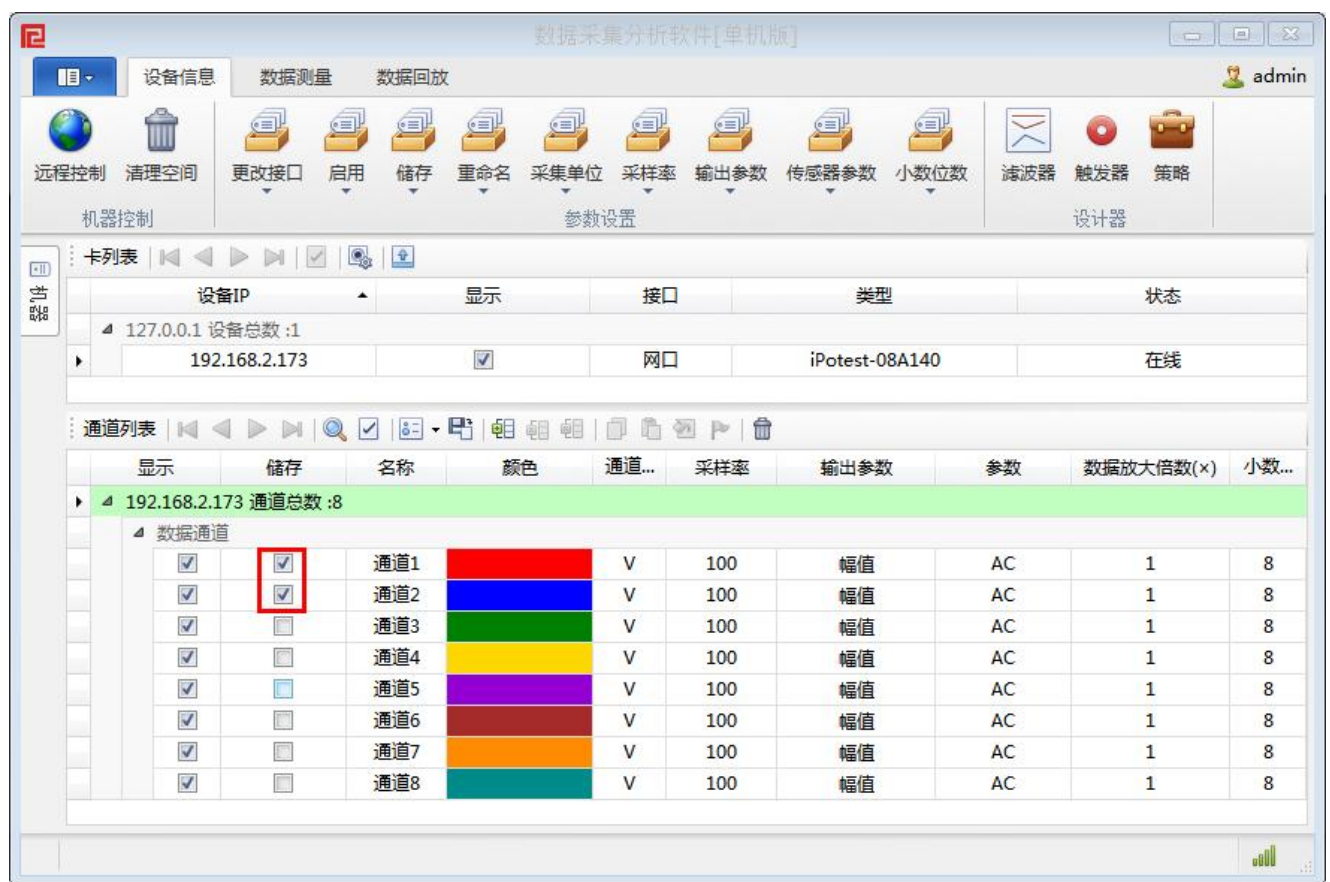 数据采集分析软件[单机版]
设备信息 数据测量 数据回放 admin
远程控制 清理空间 更改接口 启用 储存 重命名 采集单位 采样率 输出参数 传感器参数 小数位数 滤波器 触发器 策略
机器控制 参数设置 设计器
机器
卡列表
设备IP 显示 接口 类型 状态
127.0.0.1 设备总数 :1
192.168.2.173 网口 iPotest-08A140 在线
通道列表
显示 储存 名称 颜色 通道... 采样率 输出参数 参数 数据放大倍数(×) 小数...
192.168.2.173 通道总数 :8
数据通道
通道1 V 100 幅值 AC 1 8
通道2 V 100 幅值 AC 1 8
通道3 V 100 幅值 AC 1 8
通道4 V 100 幅值 AC 1 8
通道5 V 100 幅值 AC 1 8
通道6 V 100 幅值 AC 1 8
通道7 V 100 幅值 AC 1 8
通道8 V 100 幅值 AC 1 8